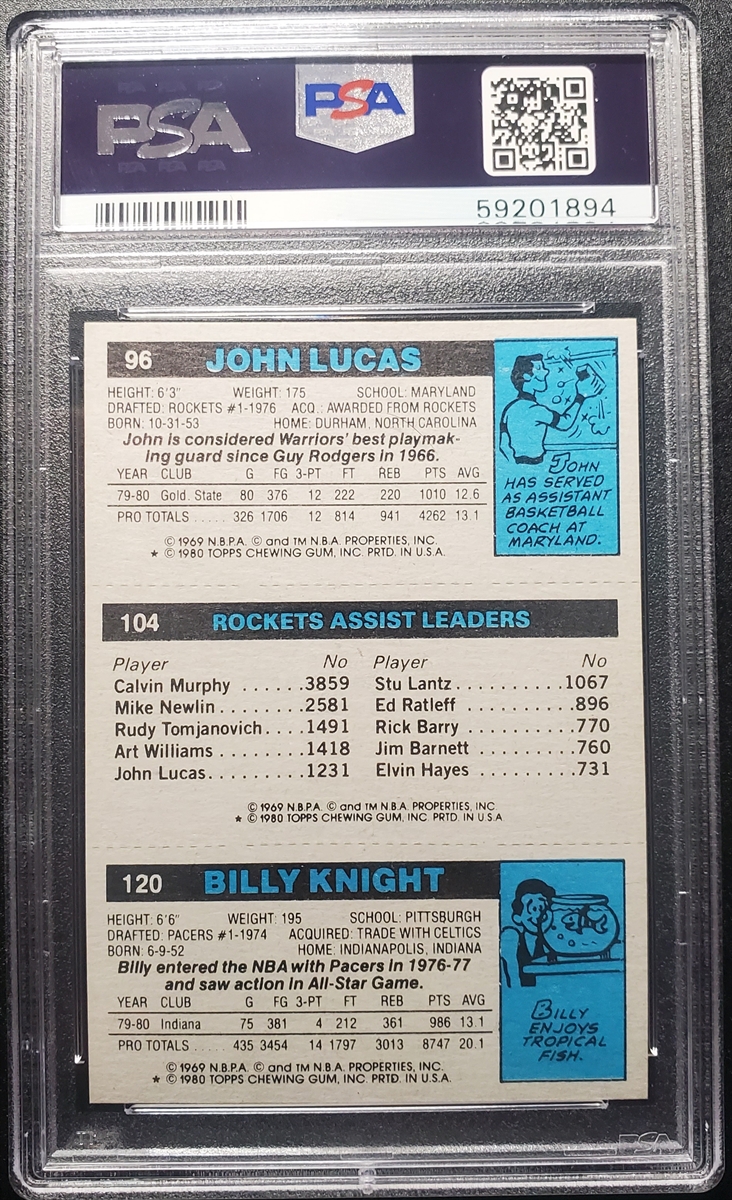 PSA
PSA
59201894
96 JOHN LUCAS
HEIGHT: 6'3" WEIGHT: 175 SCHOOL: MARYLAND
DRAFTED: ROCKETS #1-1976 ACQ.: AWARDED FROM ROCKETS
BORN: 10-31-53 HOME: DURHAM, NORTH CAROLINA
John is considered Warriors' best playmak-
ing guard since Guy Rodgers in 1966.
YEAR CLUB G FG 3-PT FT REB PTS AVG
79-80 Gold. State 80 376 12 222 220 1010 12.6
PRO TOTALS ..... 326 1706 12 814 941 4262 13.1
© 1969 N.B.P.A. © and TM N.B.A. PROPERTIES, INC.
★ © 1980 TOPPS CHEWING GUM, INC. PRTD. IN U.S.A.
JOHN
HAS SERVED
AS ASSISTANT
BASKETBALL
COACH AT
MARYLAND.
104 ROCKETS ASSIST LEADERS
Player No Player No
Calvin Murphy ......3859 Stu Lantz..........1067
Mike Newlin ........2581 Ed Ratleff .........896
Rudy Tomjanovich....1491 Rick Barry .........770
Art Williams ........1418 Jim Barnett ........760
John Lucas.........1231 Elvin Hayes ........731
© 1969 N.B.P.A. © and TM N.B.A. PROPERTIES, INC
★ © 1980 TOPPS CHEWING GUM, INC. PRTD. IN U.S.A
120 BILLY KNIGHT
HEIGHT: 6'6" WEIGHT: 195 SCHOOL: PITTSBURGH
DRAFTED: PACERS #1-1974 ACQUIRED: TRADE WITH CELTICS
BORN: 6-9-52 HOME: INDIANAPOLIS, INDIANA
Billy entered the NBA with Pacers in 1976-77
and saw action in All-Star Game.
YEAR CLUB G FG 3-PT FT REB PTS AVG
79-80 Indiana 75 381 4 212 361 986 13.1
PRO TOTALS ..... 435 3454 14 1797 3013 8747 20.1
© 1969 N.B.P.A. © and TM N.B.A. PROPERTIES, INC.
★ © 1980 TOPPS CHEWING GUM, INC. PRTD. IN U.S.A.
BILLY
ENJOYS
TROPICAL
FISH.
PSA